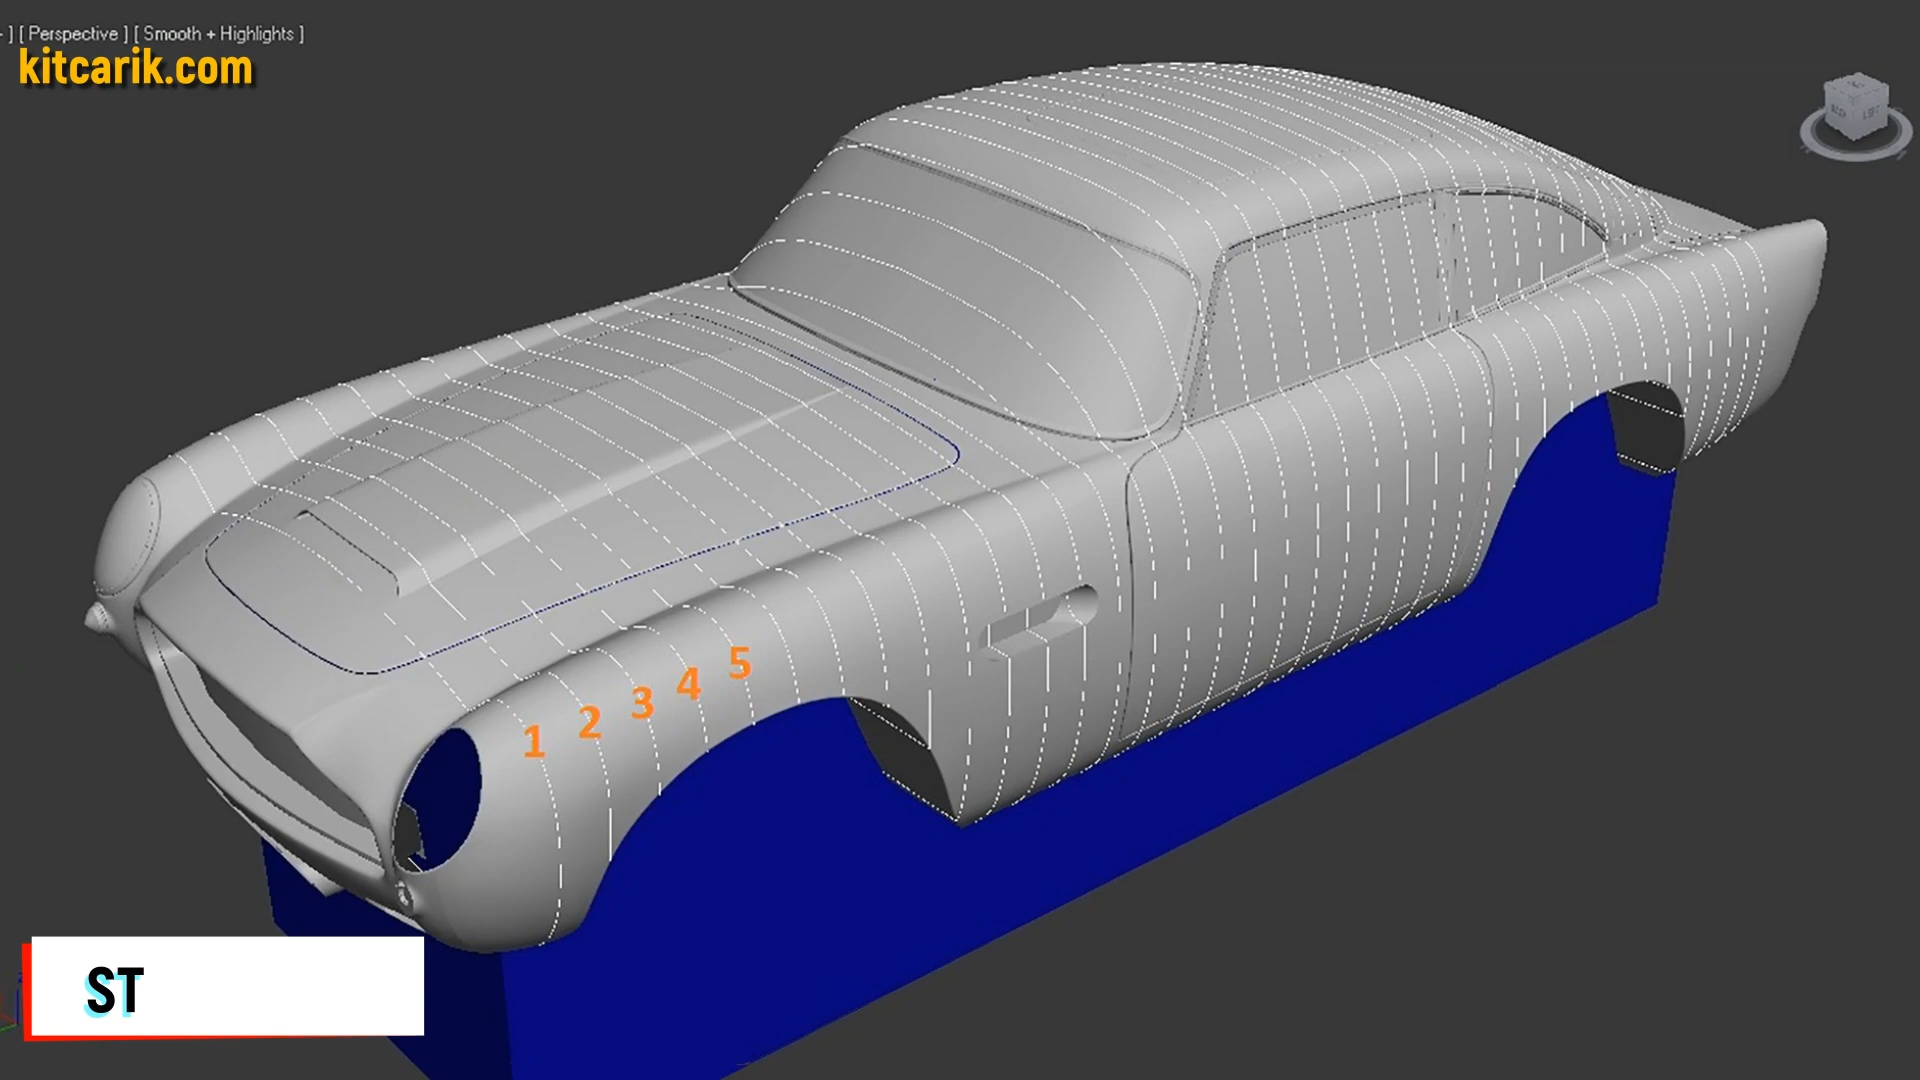 - ] [ Perspective ] [ Smooth + Highlights ]
kitcarik.com
1
2
3
4
5
ST